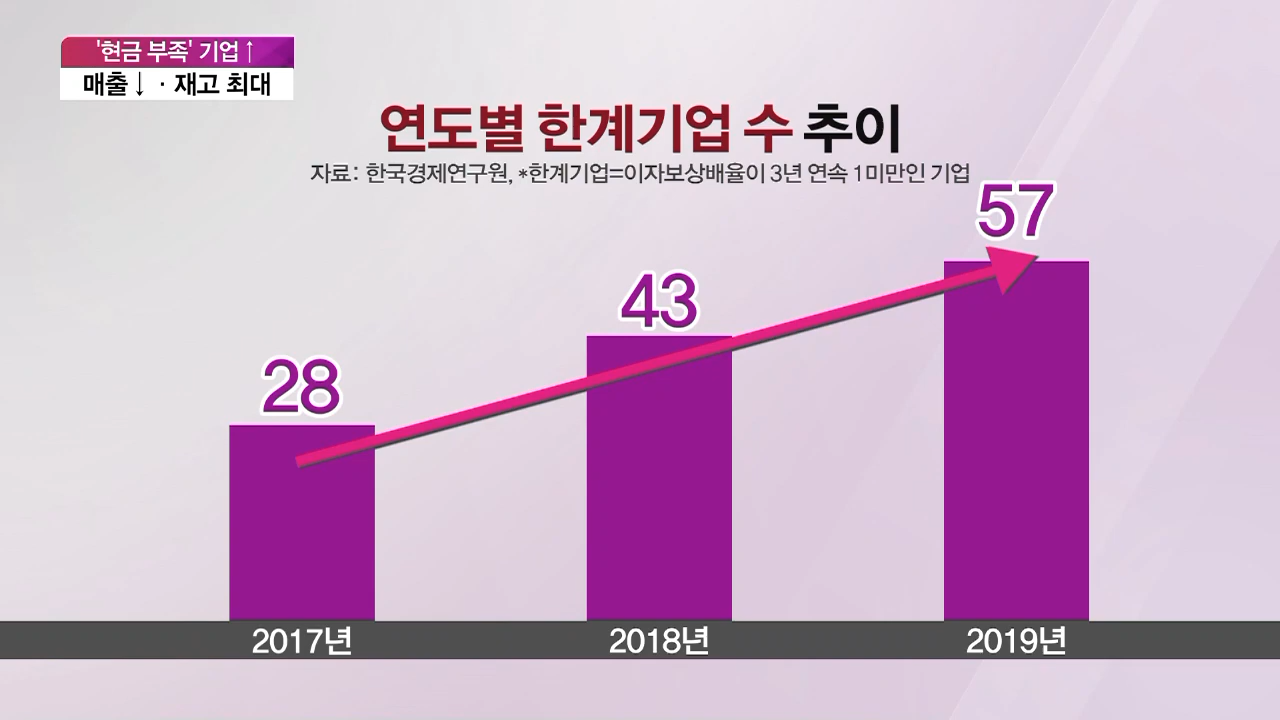 '현금 부족' 기업↑
매출↓ · 재고 최대
연도별 한계기업 수 추이
자료: 한국경제연구원, *한계기업=이자보상배율이 3년 연속 1미만인 기업
57
43
28
2017년
2018년
2019년